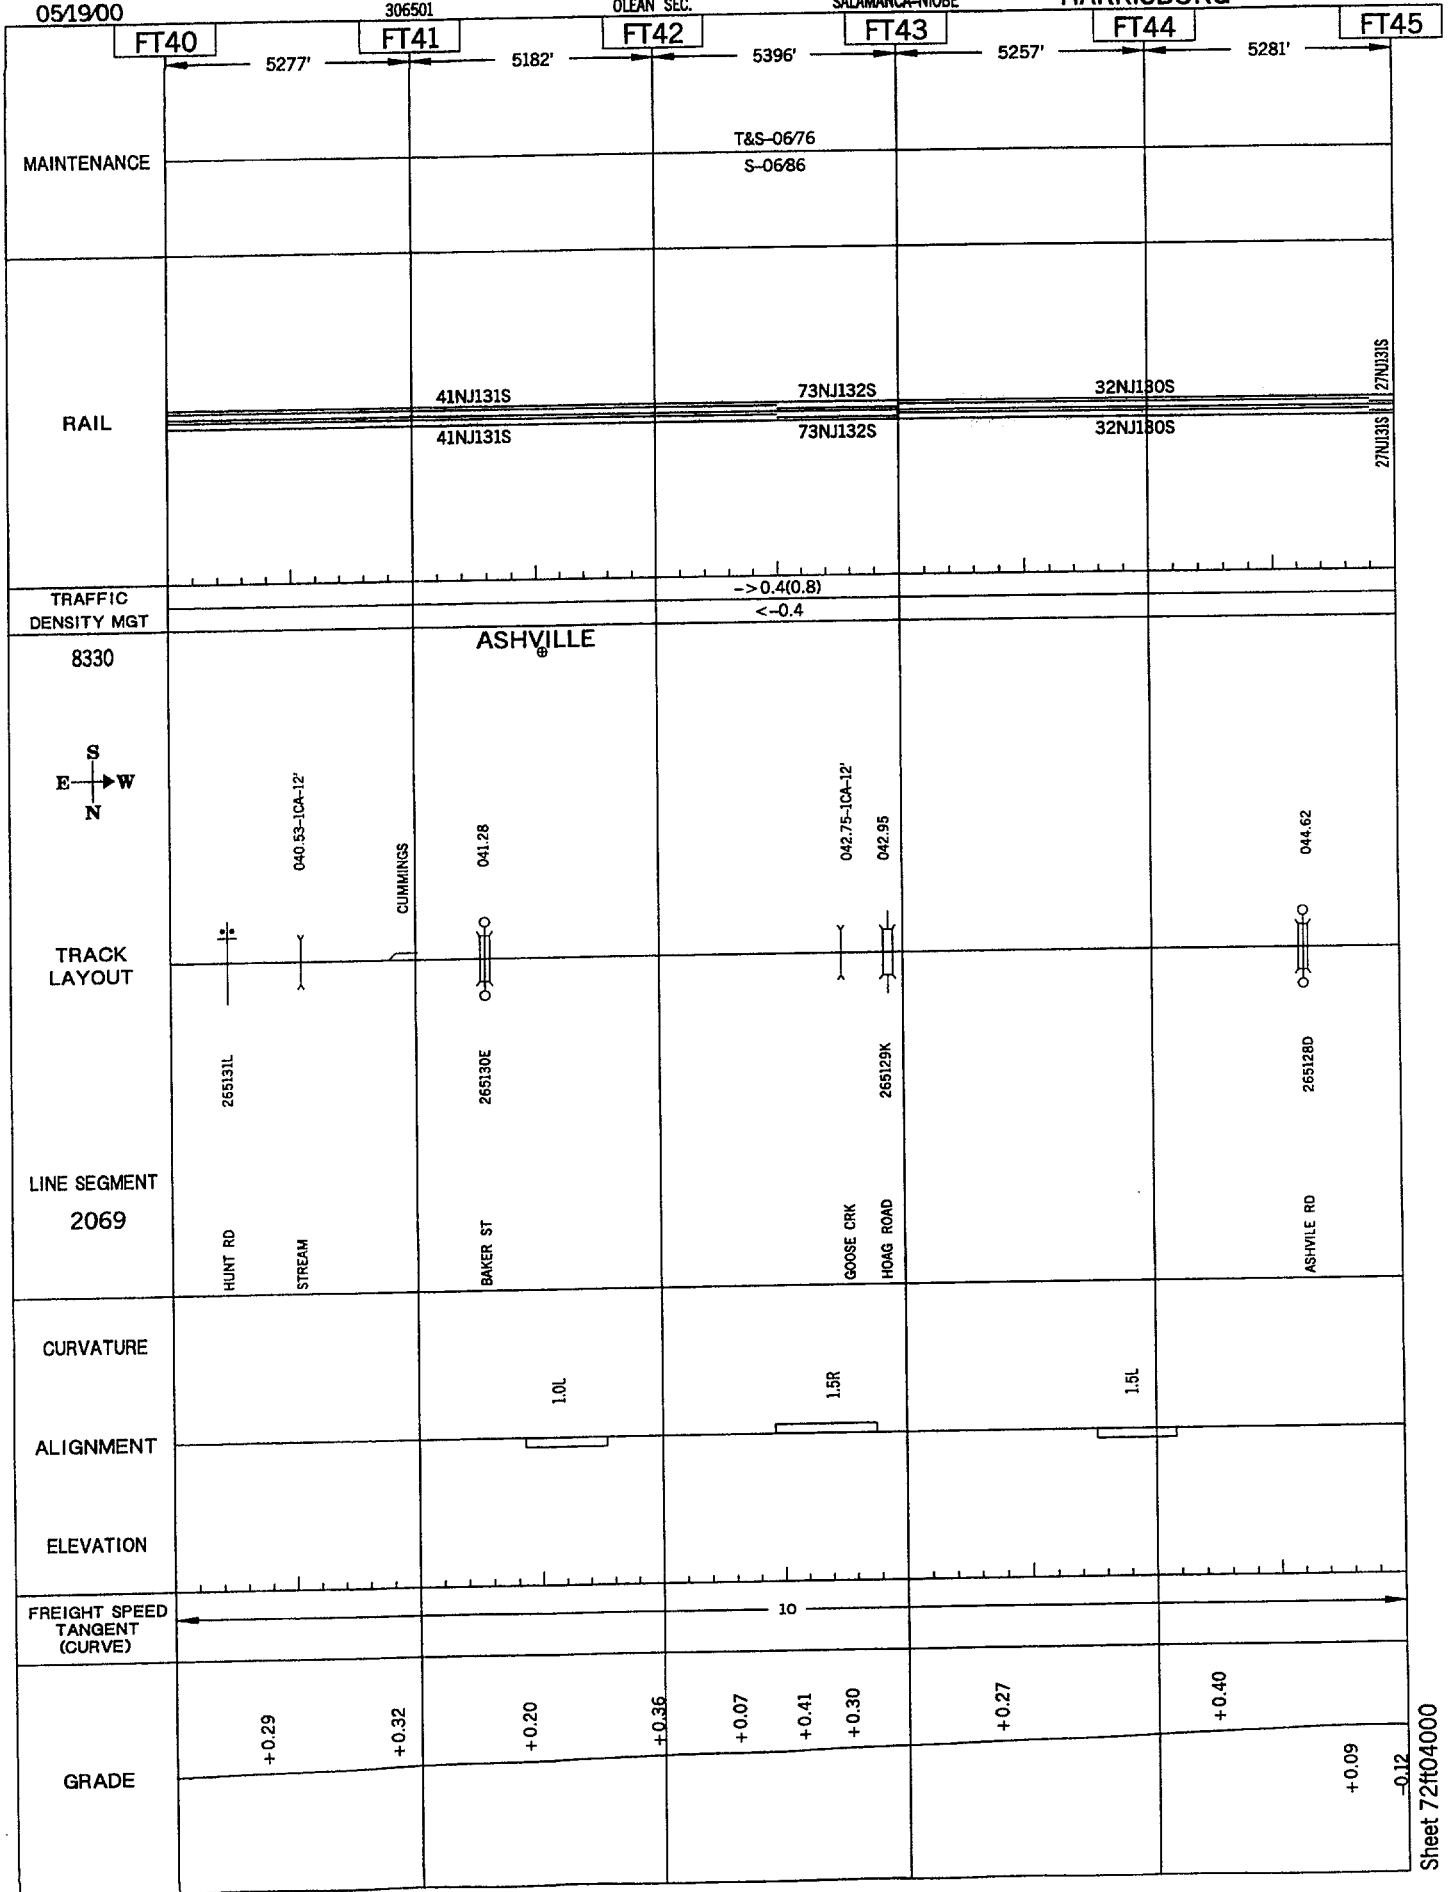 05/19/00
306501
OLEAN SEC.
SALAMANCA-NIOBE
HARRISBURG
FT40
FT41
FT42
FT43
FT44
FT45
5277'
5182'
5396'
5257'
5281'
MAINTENANCE
T&S-06/76
S-06/86
RAIL
41NJ131S
73NJ132S
32NJ130S
27NJ131S
41NJ131S
73NJ132S
32NJ130S
27NJ131S
TRAFFIC
DENSITY MGT
->0.4(0.8)
<-0.4
8330
ASHVILLE
S
E W
N
040.53-1CA-12'
CUMMINGS
041.28
042.75-1CA-12'
042.95
044.62
TRACK
LAYOUT
265131L
265130E
265129K
265128D
LINE SEGMENT
2069
HUNT RD
STREAM
BAKER ST
GOOSE CRK
HOAG ROAD
ASHVILE RD
CURVATURE
1.0L
1.5R
1.5L
ALIGNMENT
ELEVATION
FREIGHT SPEED
TANGENT
(CURVE)
10
GRADE
+0.29
+0.32
+0.20
+0.36
+0.07
+0.41
+0.30
+0.27
+0.40
+0.09
-0.12
Sheet 72ft04000